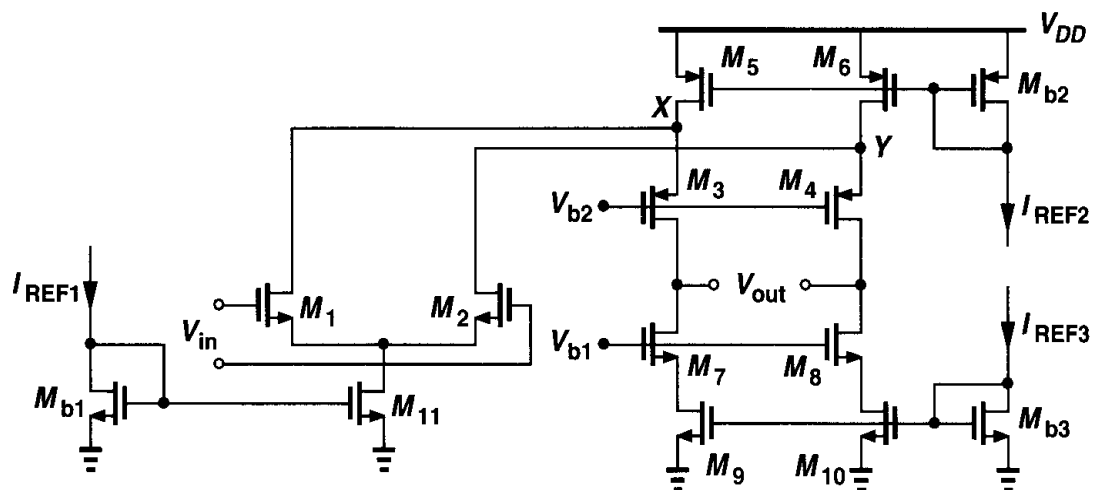 V_DD
M_5
M_6
M_b2
X
Y
M_3
M_4
V_b2
I_REF2
I_REF1
M_1
M_2
V_in
V_out
I_REF3
V_b1
M_7
M_8
M_b1
M_11
M_b3
M_9
M_10